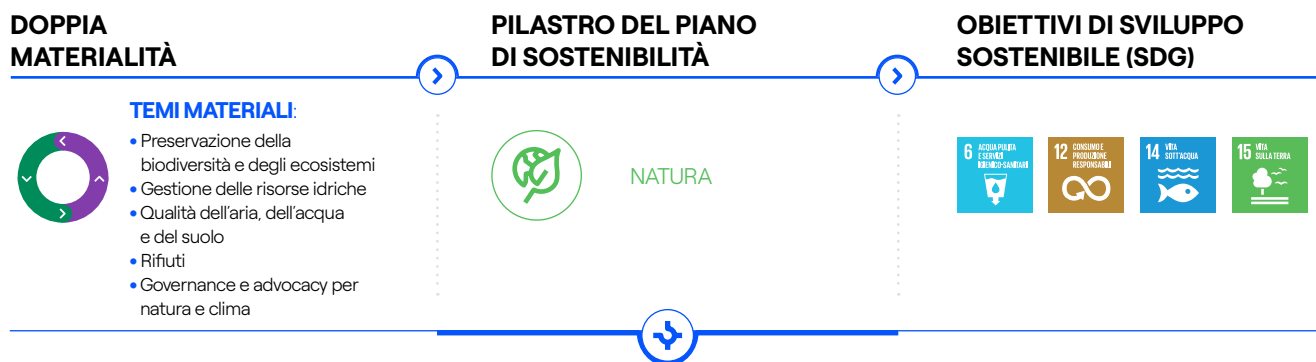 DOPPIA
MATERIALITÀ
TEMI MATERIALI:
• Preservazione della
biodiversità e degli ecosistemi
• Gestione delle risorse idriche
• Qualità dell'aria, dell'acqua
e del suolo
• Rifiuti
• Governance e advocacy per
natura e clima
PILASTRO DEL PIANO
DI SOSTENIBILITÀ
NATURA
OBIETTIVI DI SVILUPPO
SOSTENIBILE (SDG)
6 ACQUA PULITA
E SERVIZI
IGIENICO-SANITARI
12 CONSUMO E
PRODUZIONE
RESPONSABILI
14 VITA
SOTT'ACQUA
15 VITA
SULLA TERRA